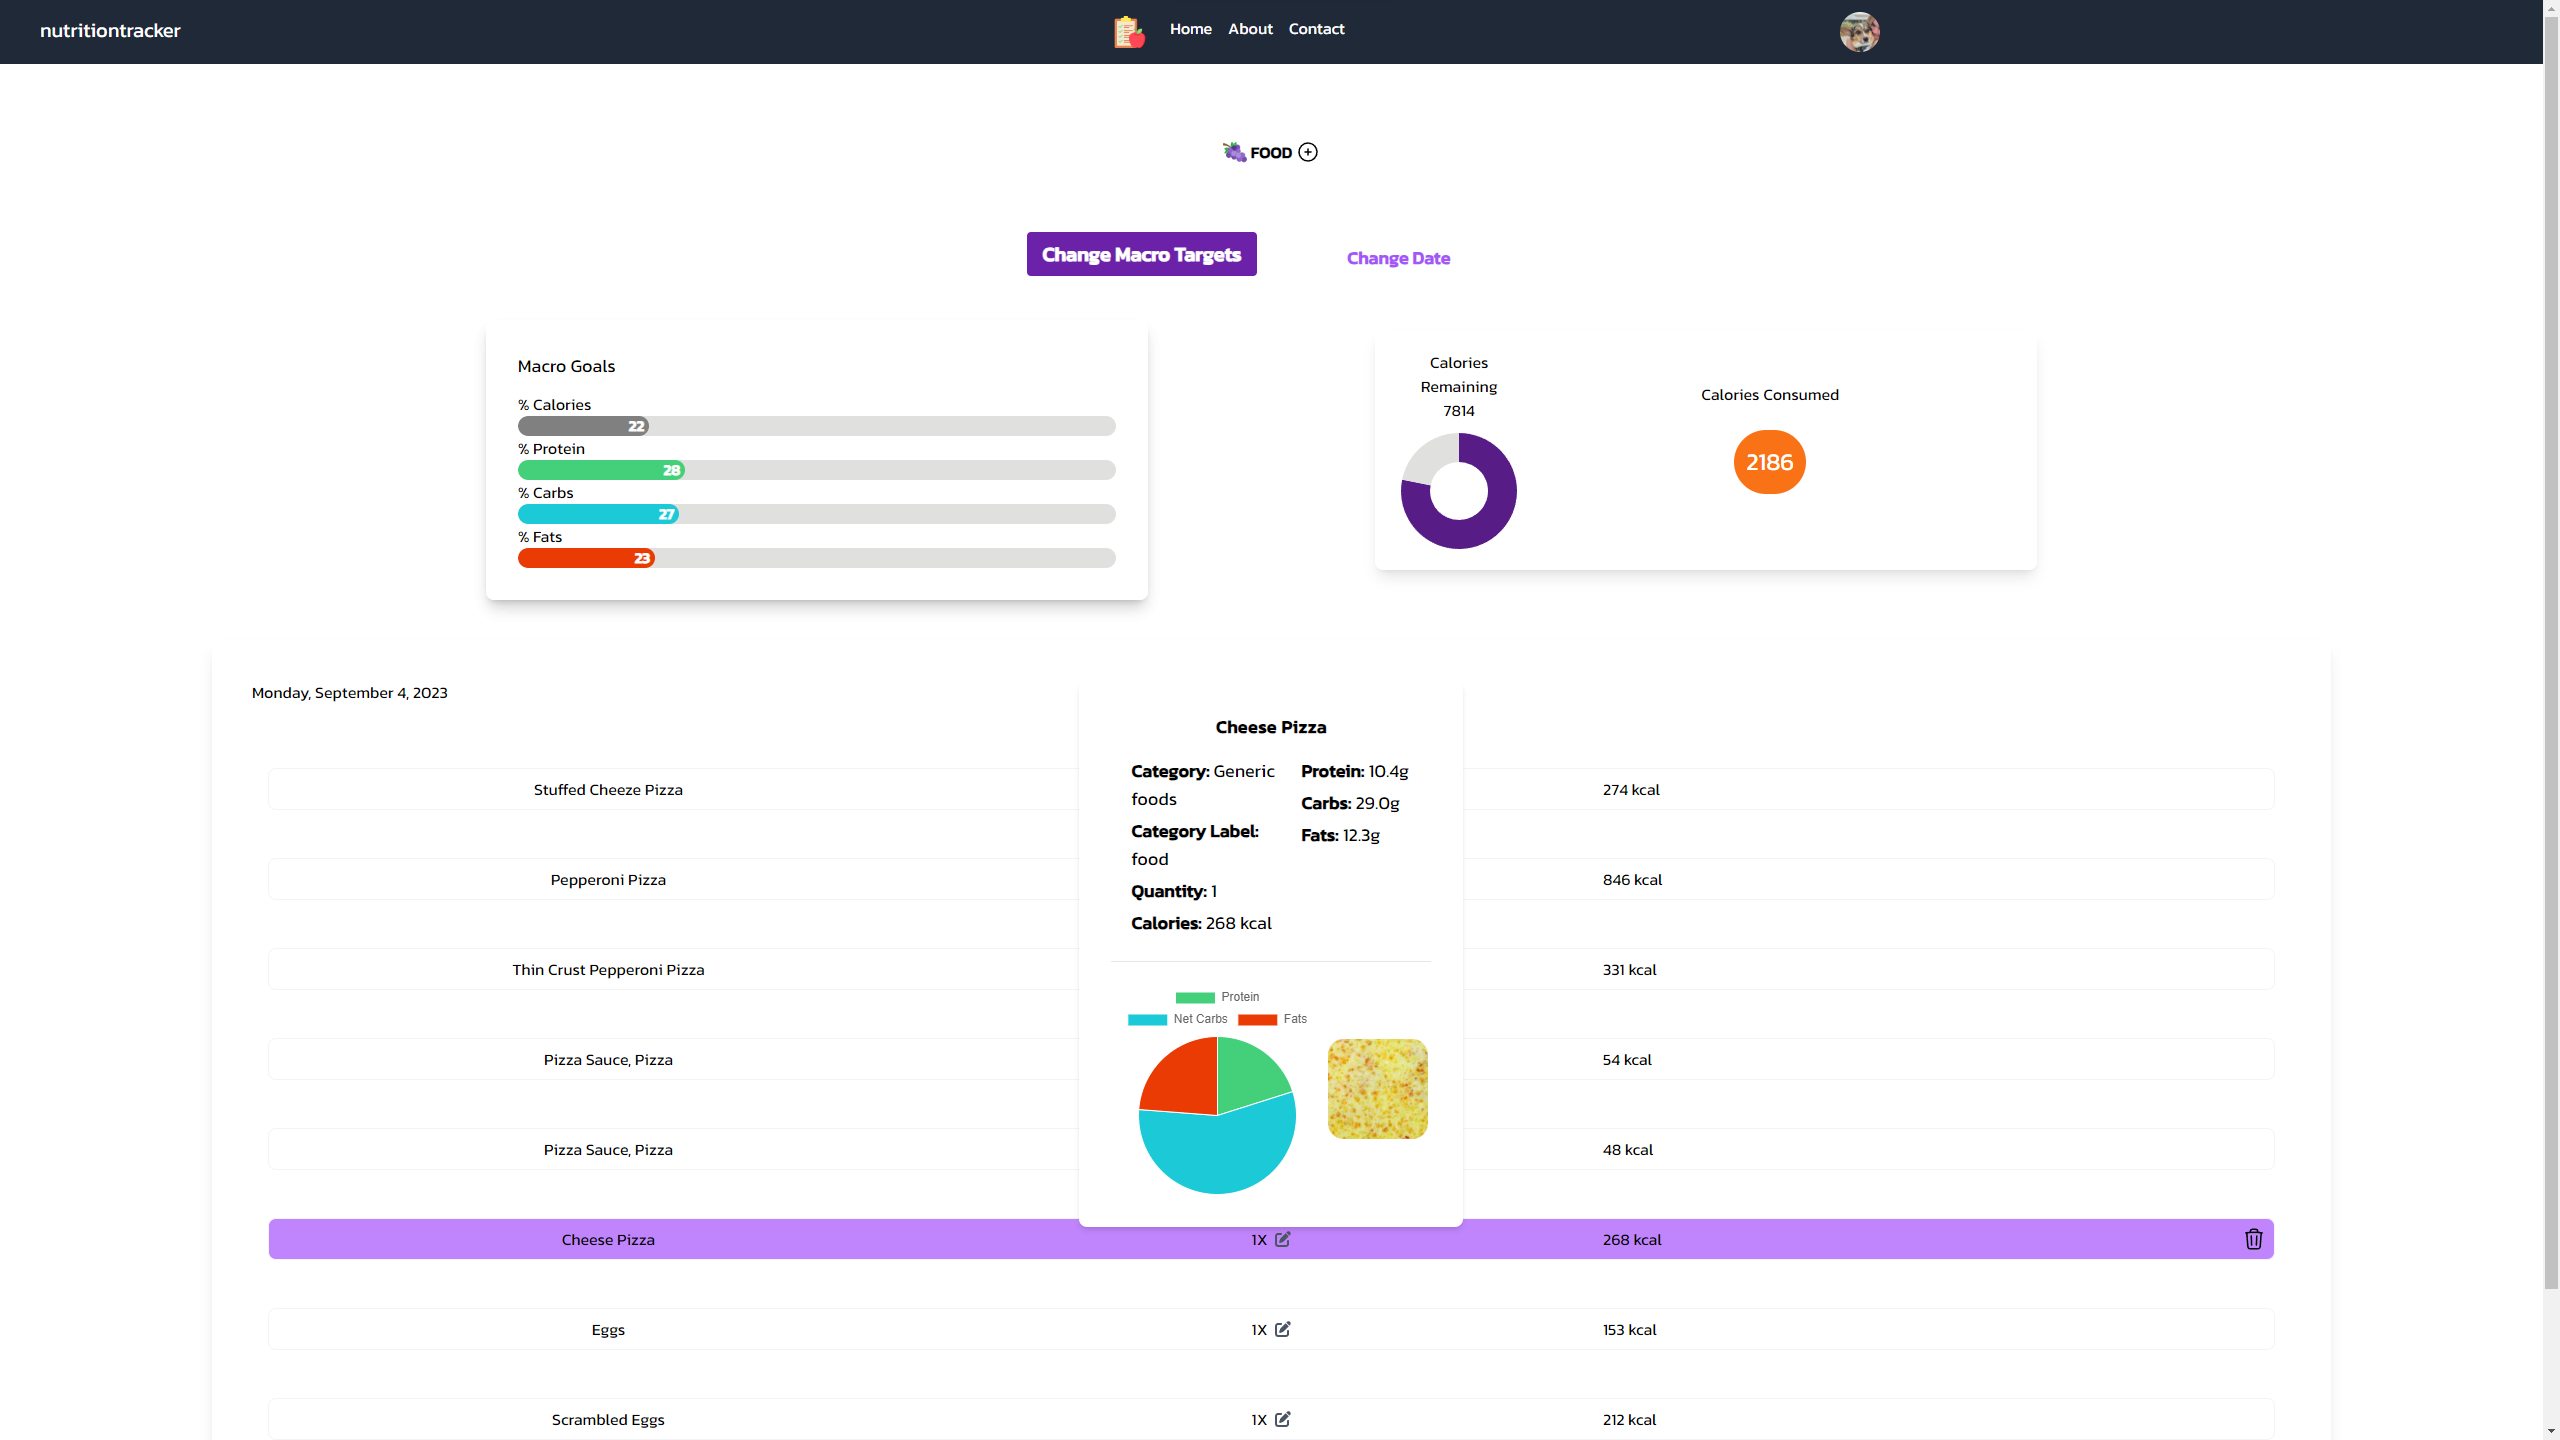 nutritiontracker
Home About Contact
FOOD
Change Macro Targets
Change Date
Macro Goals
% Calories
22
% Protein
28
% Carbs
27
% Fats
23
Calories
Remaining
7814
Calories Consumed
2186
Monday, September 4, 2023
Cheese Pizza
Category: Generic
foods
Category Label:
food
Quantity: 1
Calories: 268 kcal
Protein: 10.4g
Carbs: 29.0g
Fats: 12.3g
Protein
Net Carbs Fats
Stuffed Cheeze Pizza 274 kcal
Pepperoni Pizza 846 kcal
Thin Crust Pepperoni Pizza 331 kcal
Pizza Sauce, Pizza 54 kcal
Pizza Sauce, Pizza 48 kcal
Cheese Pizza 1X 268 kcal
Eggs 1X 153 kcal
Scrambled Eggs 1X 212 kcal